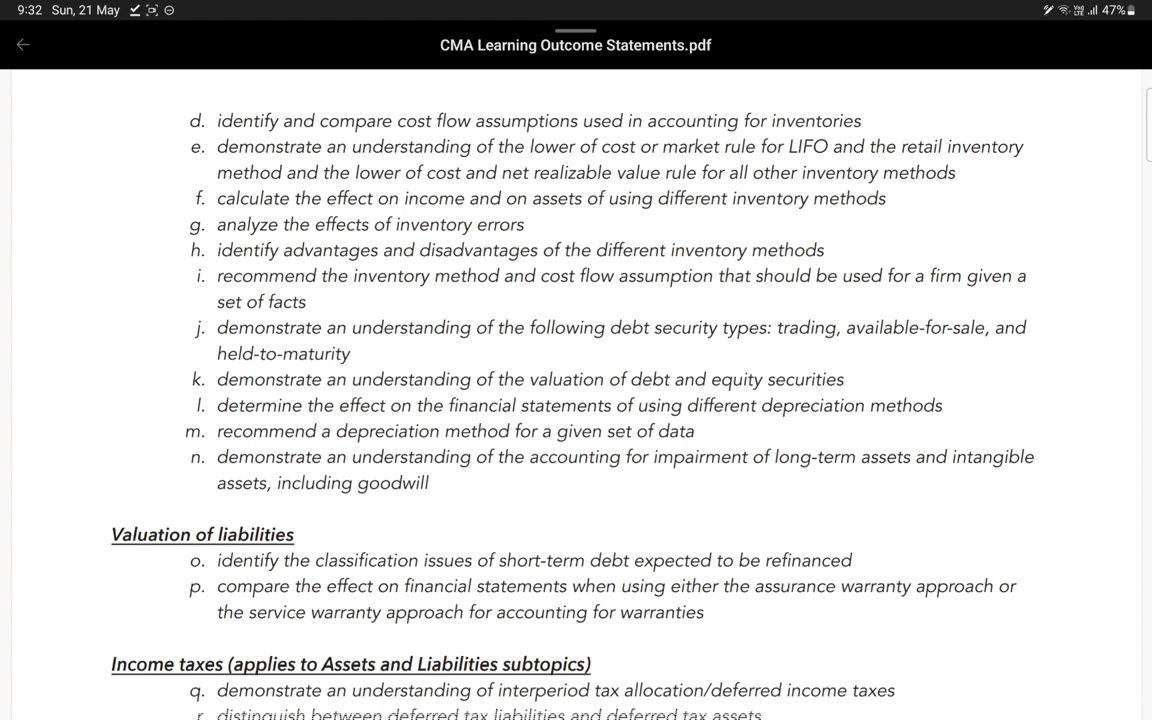 9:32 Sun, 21 May
47%
CMA Learning Outcome Statements.pdf
d. identify and compare cost flow assumptions used in accounting for inventories
e. demonstrate an understanding of the lower of cost or market rule for LIFO and the retail inventory
method and the lower of cost and net realizable value rule for all other inventory methods
f. calculate the effect on income and on assets of using different inventory methods
g. analyze the effects of inventory errors
h. identify advantages and disadvantages of the different inventory methods
i. recommend the inventory method and cost flow assumption that should be used for a firm given a
set of facts
j. demonstrate an understanding of the following debt security types: trading, available-for-sale, and
held-to-maturity
k. demonstrate an understanding of the valuation of debt and equity securities
l. determine the effect on the financial statements of using different depreciation methods
m. recommend a depreciation method for a given set of data
n. demonstrate an understanding of the accounting for impairment of long-term assets and intangible
assets, including goodwill
Valuation of liabilities
o. identify the classification issues of short-term debt expected to be refinanced
p. compare the effect on financial statements when using either the assurance warranty approach or
the service warranty approach for accounting for warranties
Income taxes (applies to Assets and Liabilities subtopics)
q. demonstrate an understanding of interperiod tax allocation/deferred income taxes
r. distinguish between deferred tax liabilities and deferred tax assets